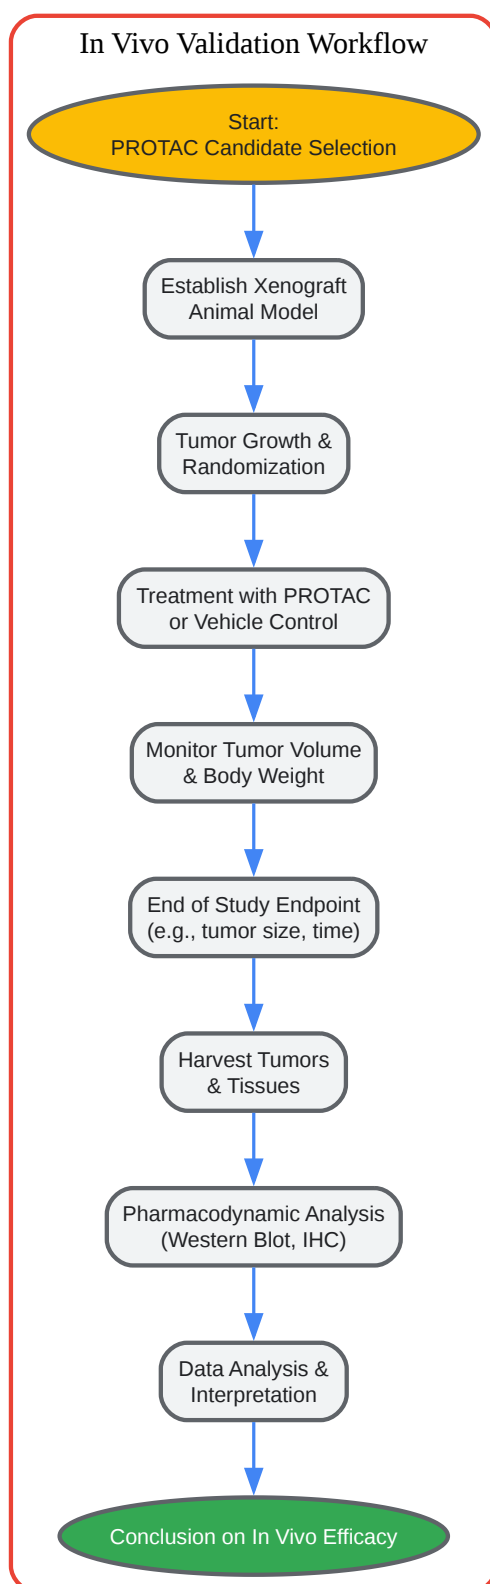 In Vivo Validation Workflow
Start:
PROTAC Candidate Selection
Establish Xenograft
Animal Model
Tumor Growth &
Randomization
Treatment with PROTAC
or Vehicle Control
Monitor Tumor Volume
& Body Weight
End of Study Endpoint
(e.g., tumor size, time)
Harvest Tumors
& Tissues
Pharmacodynamic Analysis
(Western Blot, IHC)
Data Analysis &
Interpretation
Conclusion on In Vivo Efficacy